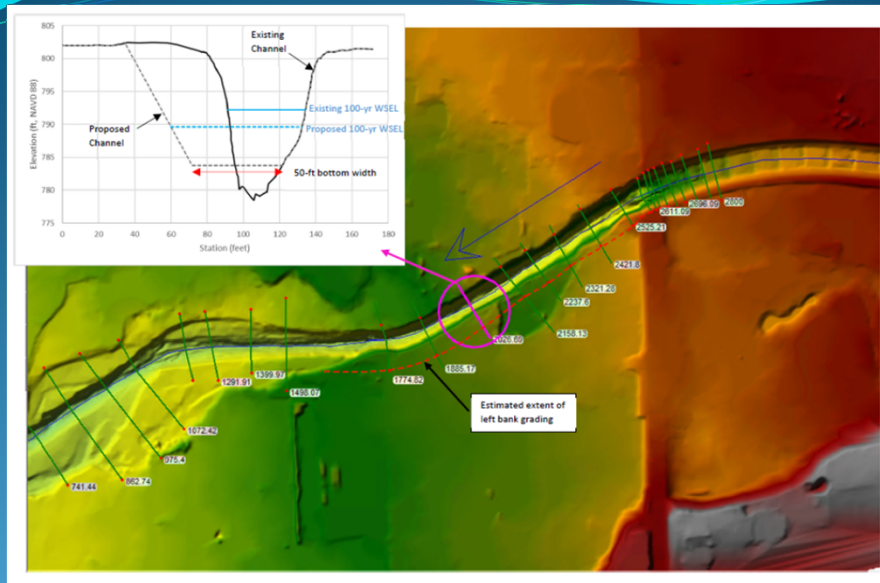 805
800
795
790
785
780
775
Elevation (ft, NAVD 88)
0 20 40 60 80 100 120 140 160 180
Station (feet)
Existing
Channel
Existing 100-yr WSEL
Proposed
Channel
Proposed 100-yr WSEL
50-ft bottom width
2800
2696.09
2611.09
2525.21
2421.8
2321.28
2237.6
2158.13
2026.69
1885.17
1774.82
1498.07
1399.97
1291.91
1072.42
975.4
862.74
741.44
Estimated extent of
left bank grading